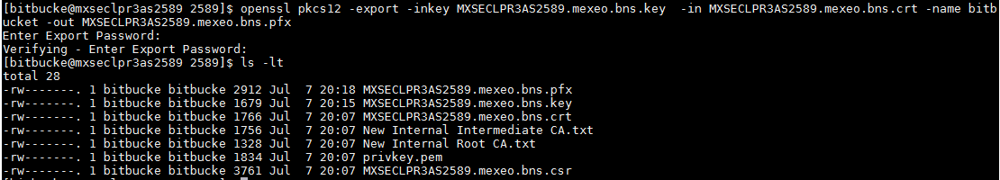 [bitbucke@mxseclpr3as2589 2589]$ openssl pkcs12 -export -inkey MXSECLPR3AS2589.mexeo.bns.key  -in MXSECLPR3AS2589.mexeo.bns.crt -name bitb
ucket -out MXSECLPR3AS2589.mexeo.bns.pfx
Enter Export Password:
Verifying - Enter Export Password:
[bitbucke@mxseclpr3as2589 2589]$ ls -lt
total 28
-rw-------. 1 bitbucke bitbucke 2912 Jul  7 20:18 MXSECLPR3AS2589.mexeo.bns.pfx
-rw-------. 1 bitbucke bitbucke 1679 Jul  7 20:15 MXSECLPR3AS2589.mexeo.bns.key
-rw-------. 1 bitbucke bitbucke 1766 Jul  7 20:07 MXSECLPR3AS2589.mexeo.bns.crt
-rw-------. 1 bitbucke bitbucke 1756 Jul  7 20:07 New Internal Intermediate CA.txt
-rw-------. 1 bitbucke bitbucke 1328 Jul  7 20:07 New Internal Root CA.txt
-rw-------. 1 bitbucke bitbucke 1834 Jul  7 20:07 privkey.pem
-rw-------. 1 bitbucke bitbucke 3761 Jul  7 20:07 MXSECLPR3AS2589.mexeo.bns.csr